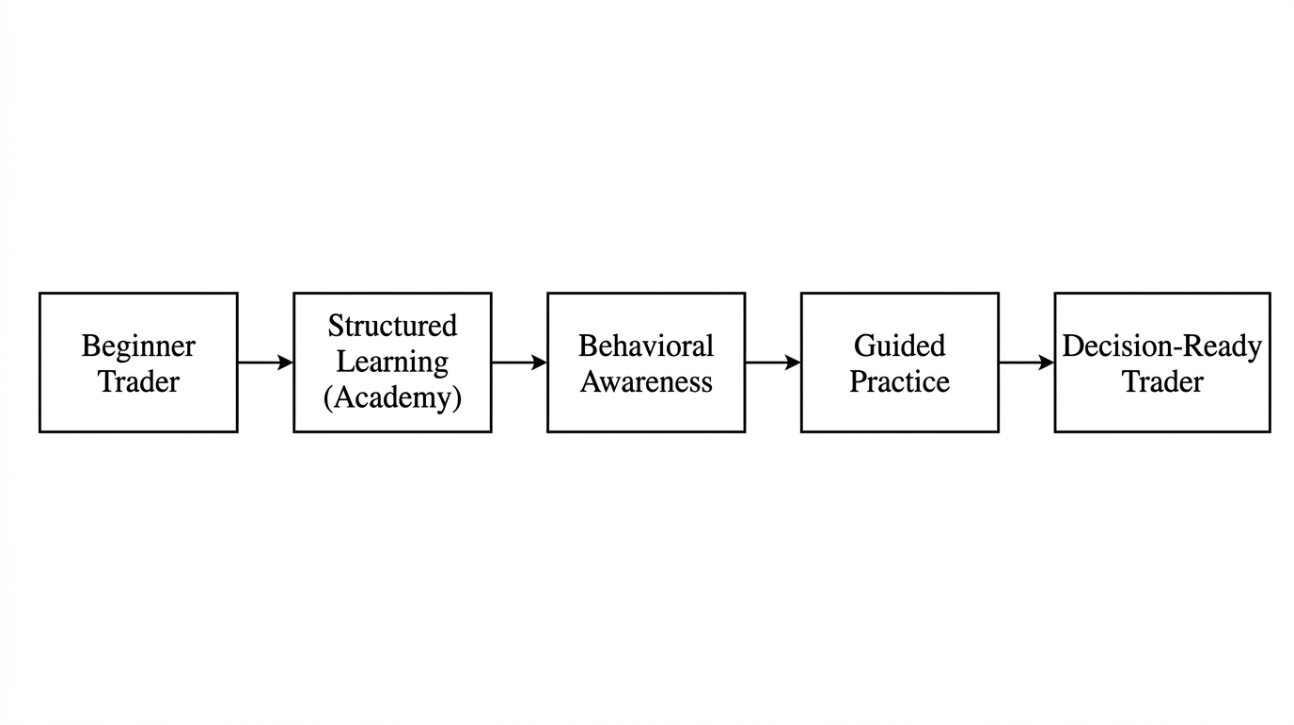 Beginner
Trader
Structured
Learning
(Academy)
Behavioral
Awareness
Guided
Practice
Decision-Ready
Trader